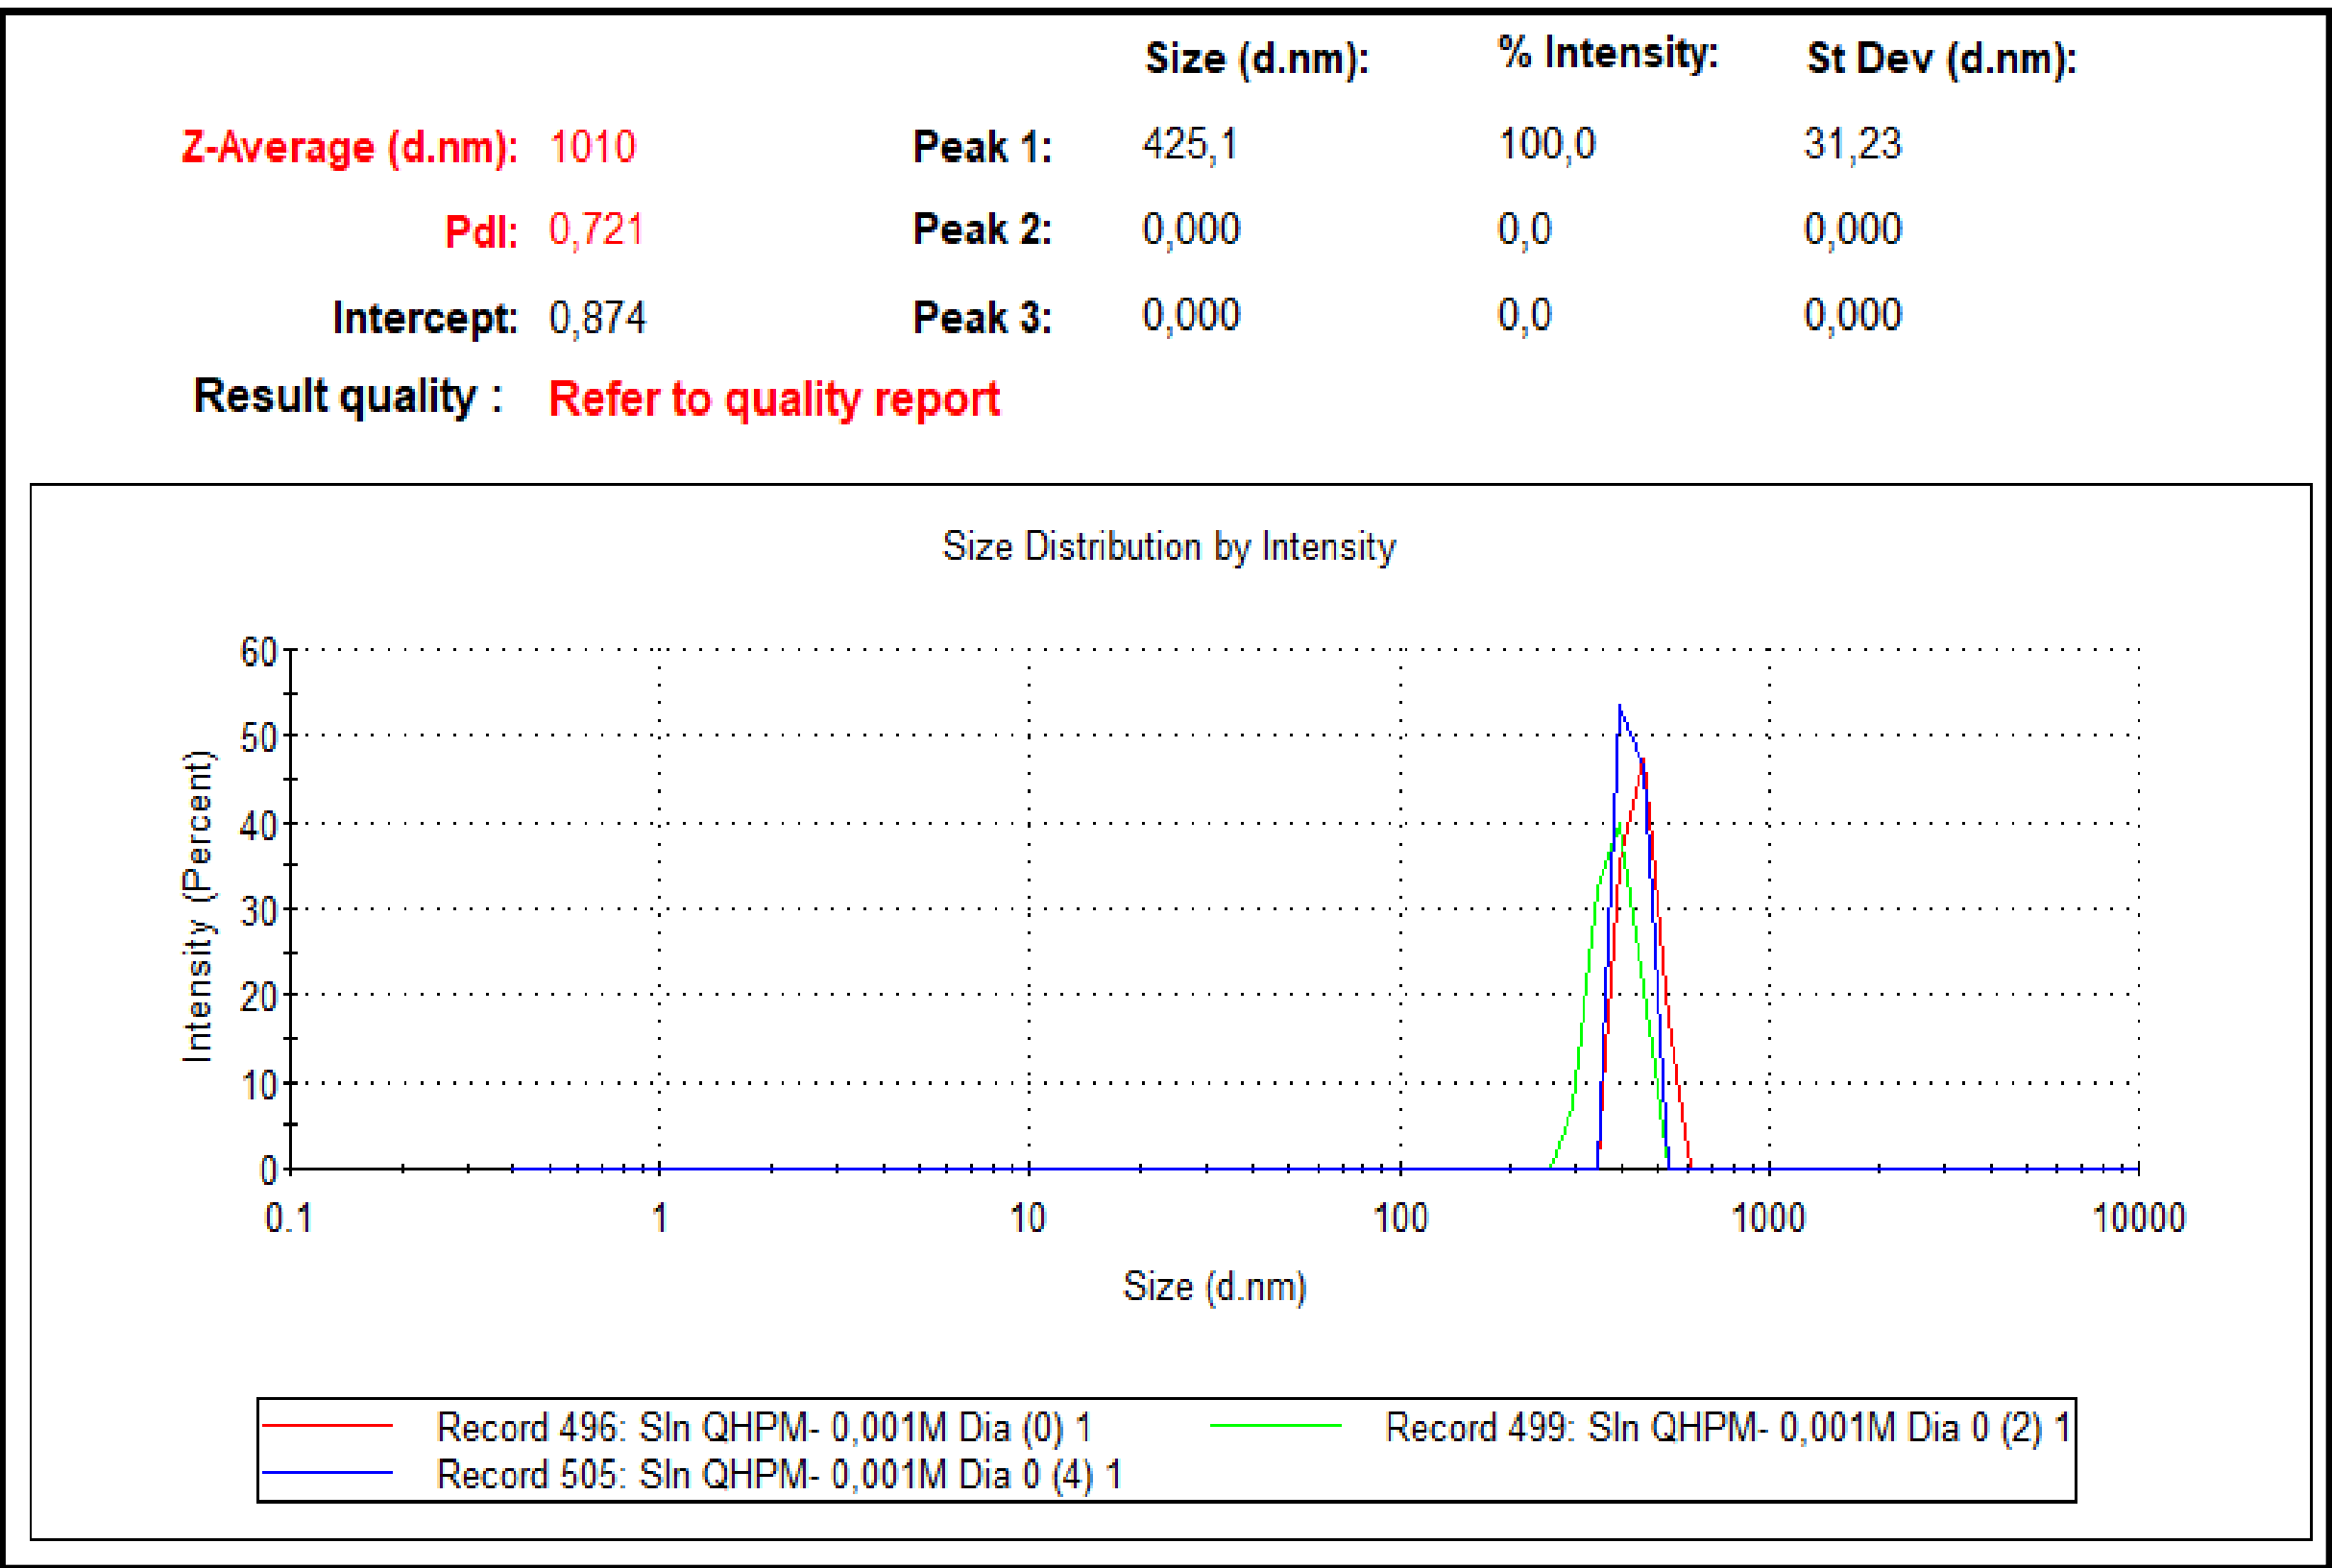 Size (d.nm): % Intensity: St Dev (d.nm):
Z-Average (d.nm): 1010 Peak 1: 425,1 100,0 31,23
PdI: 0,721 Peak 2: 0,000 0,0 0,000
Intercept: 0,874 Peak 3: 0,000 0,0 0,000
Result quality : Refer to quality report
Size Distribution by Intensity
60
50
40
30
20
10
0
Intensity (Percent)
0.1 1 10 100 1000 10000
Size (d.nm)
Record 496: Sln QHPM- 0,001M Dia (0) 1 Record 499: Sln QHPM- 0,001M Dia 0 (2) 1
Record 505: Sln QHPM- 0,001M Dia 0 (4) 1